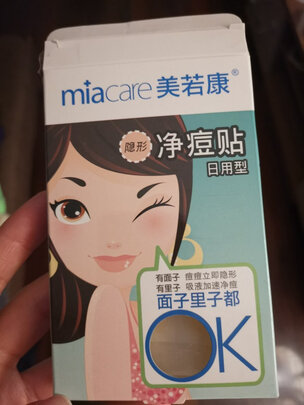 miacare 美若康®
隐形
净痘贴
日用型
有面子 痘痘立即隐形
有里子 吸液加速净痘
面子里子都
OK